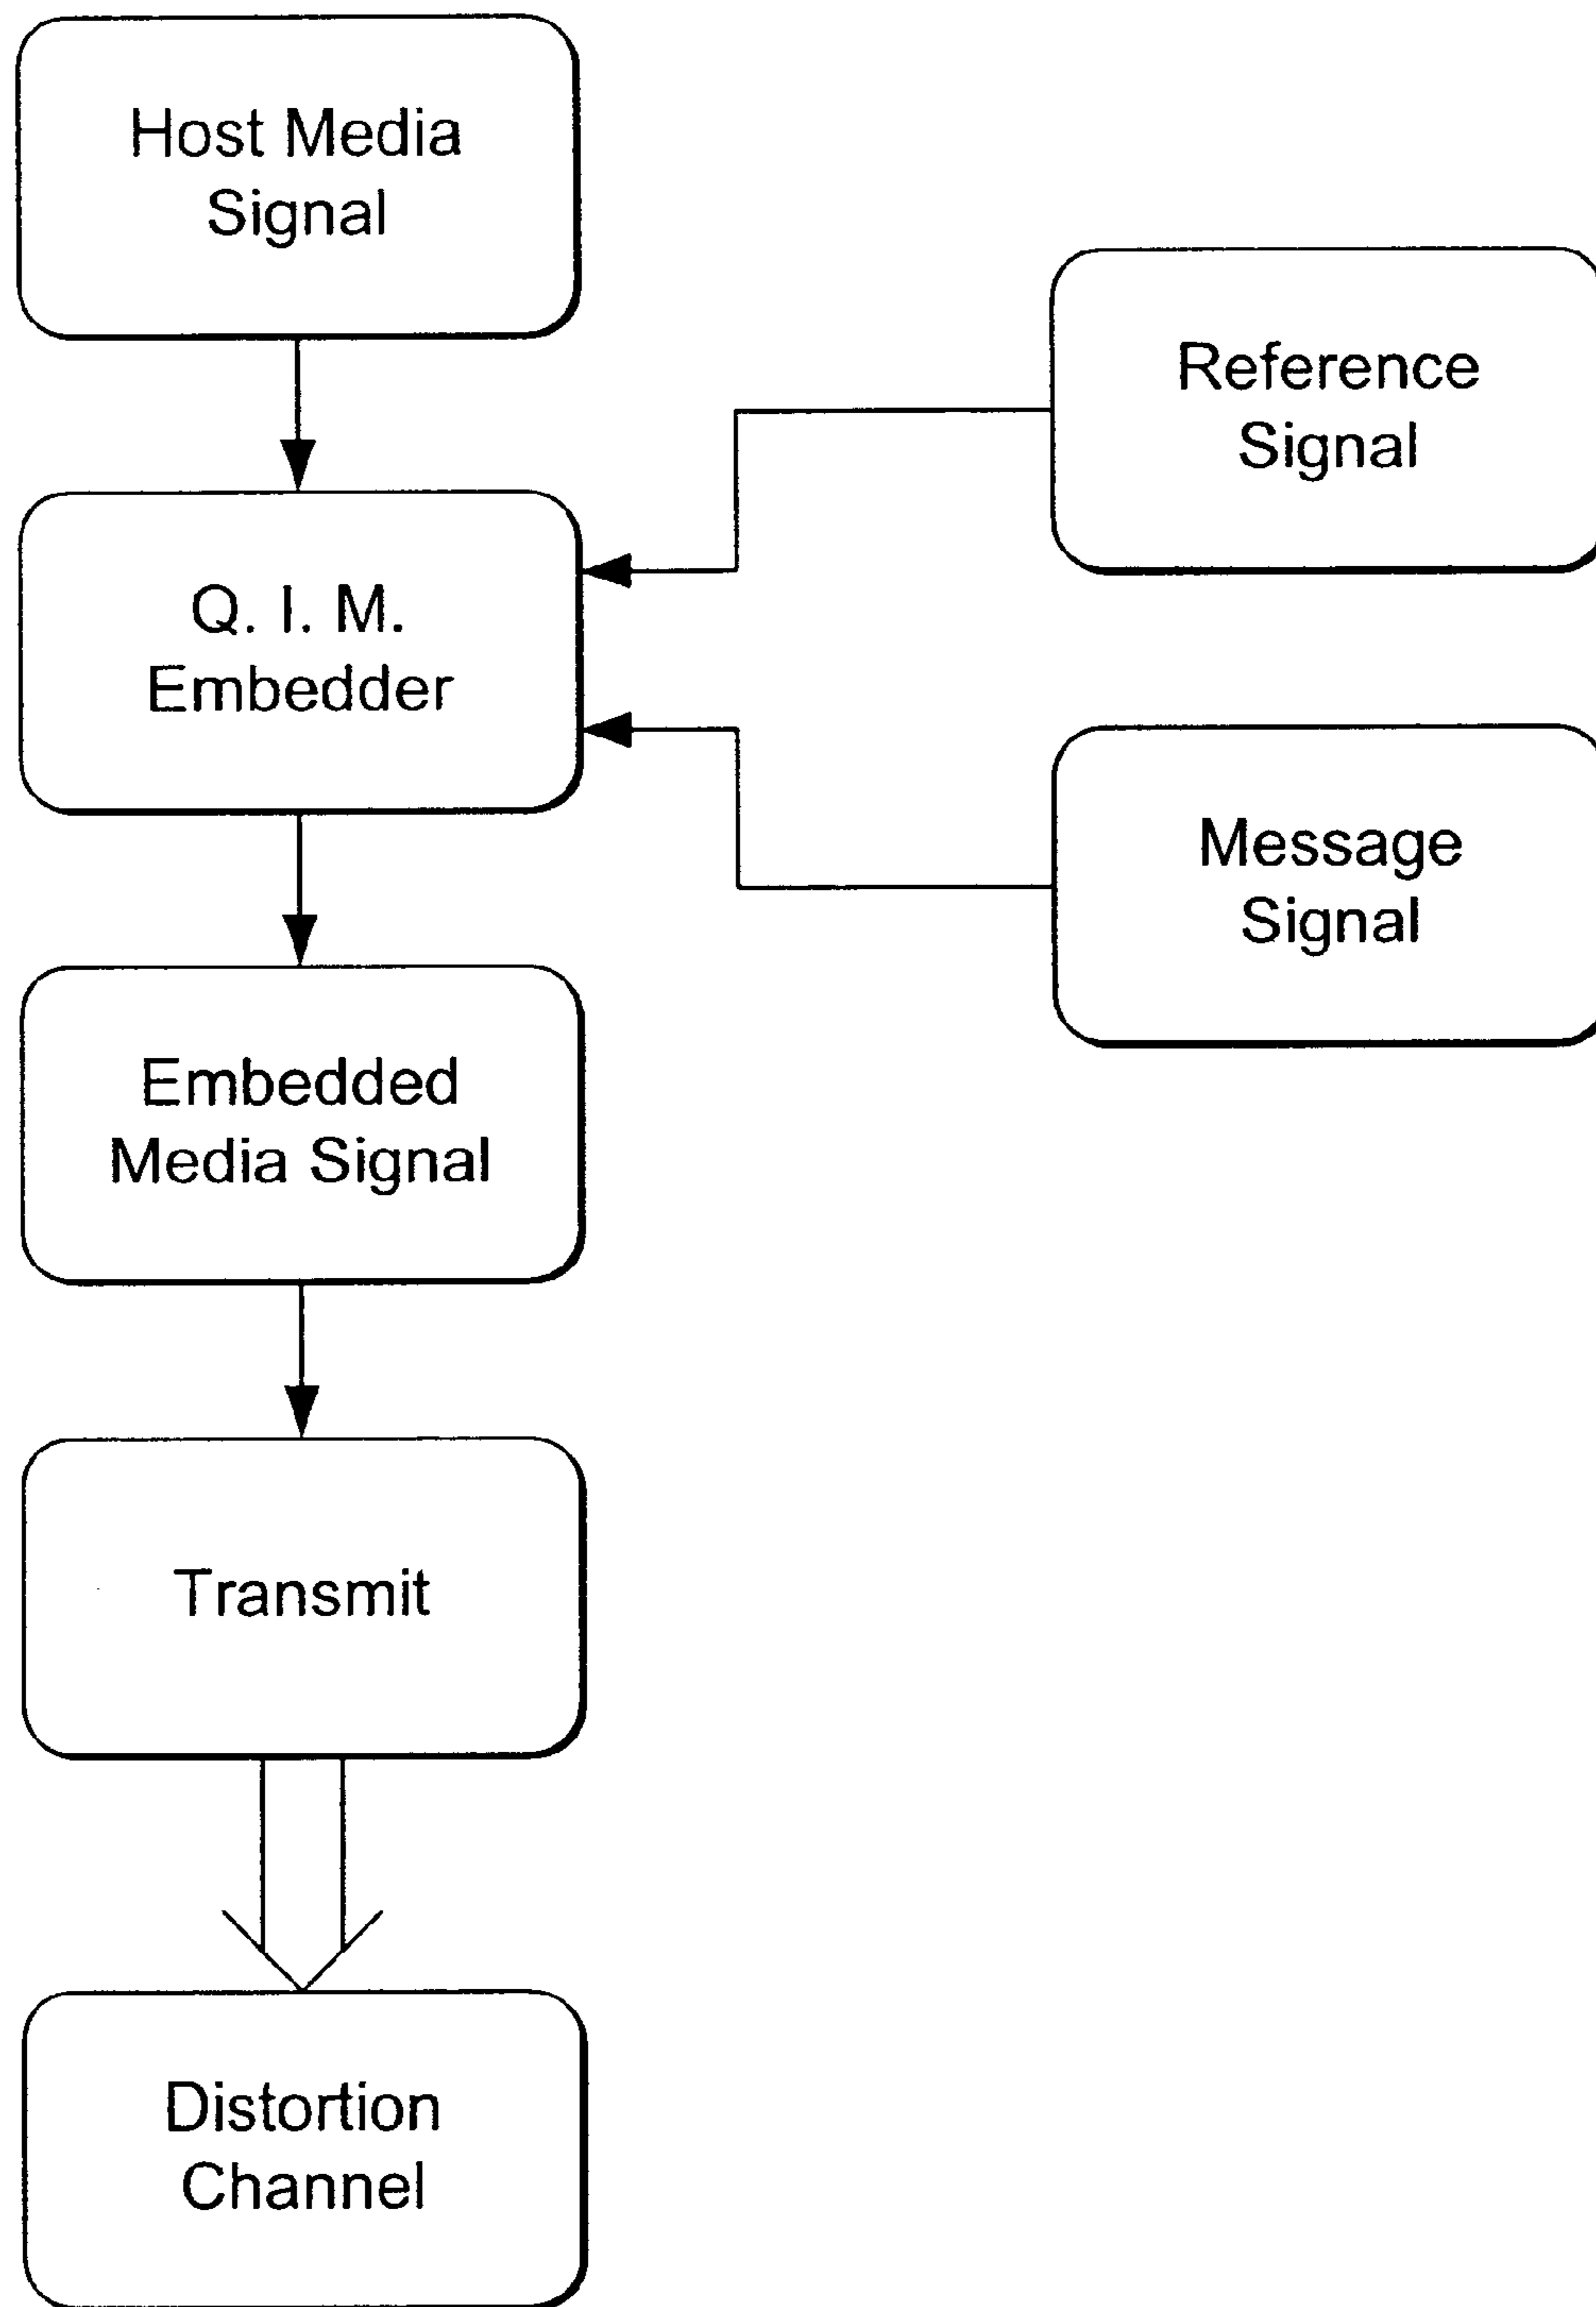 Host Media
Signal
Reference
Signal
Q. I. M.
Embedder
Message
Signal
Embedded
Media Signal
Transmit
Distortion
Channel